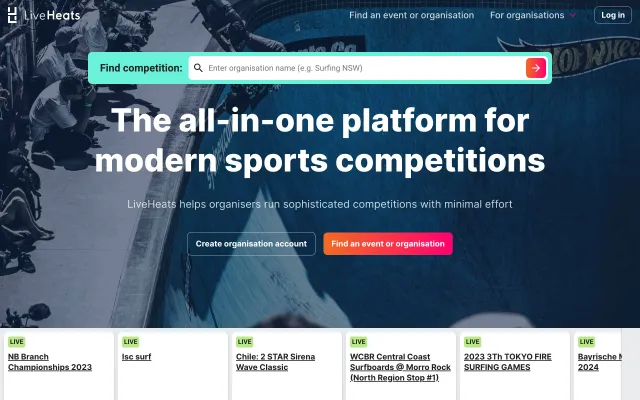 LiveHeats
Find an event or organisation
For organisations
Log in
Find competition:
Enter organisation name (e.g. Surfing NSW)
The all-in-one platform for
modern sports competitions
LiveHeats helps organisers run sophisticated competitions with minimal effort
Create organisation account
Find an event or organisation
LIVE
NB Branch
Championships 2023
LIVE
lsc surf
LIVE
Chile: 2 STAR Sirena
Wave Classic
LIVE
WCBR Central Coast
Surfboards @ Morro Rock
(North Region Stop #1)
LIVE
2023 3Th TOKYO FIRE
SURFING GAMES
LIVE
Bayrische M
2024